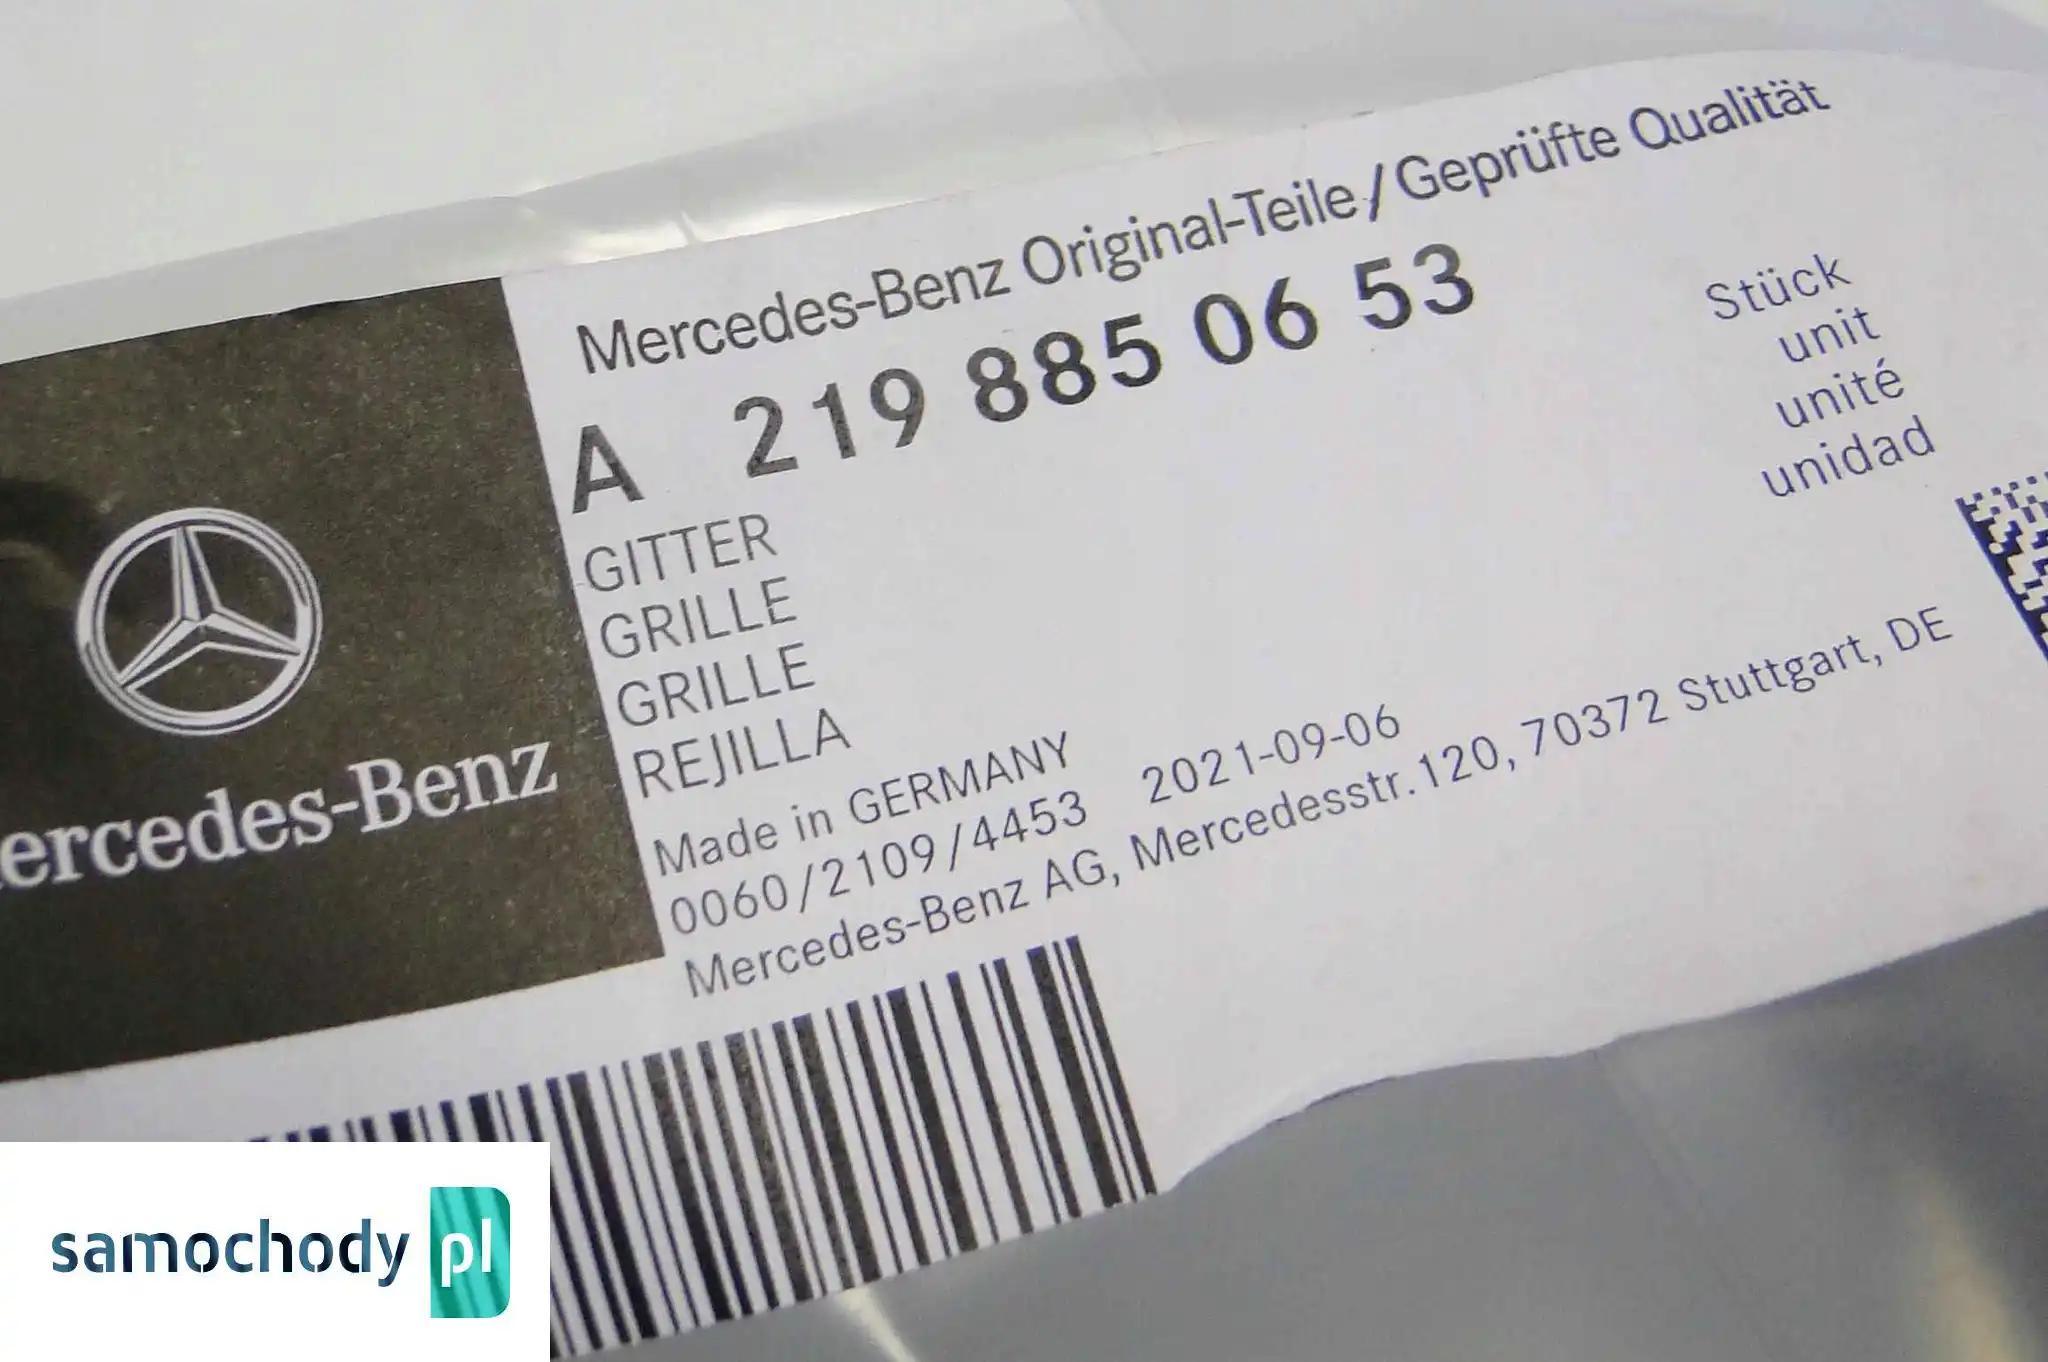 Mercedes-Benz Original-Teile/Geprüfte Qualität
A 219 885 06 53
Stück
unit
unité
unidad
GITTER
GRILLE
GRILLE
REJILLA
Made in GERMANY
0060/2109/4453 2021-09-06
Mercedes-Benz AG, Mercedesstr.120, 70372 Stuttgart, DE
ercedes-Benz
samochody pl